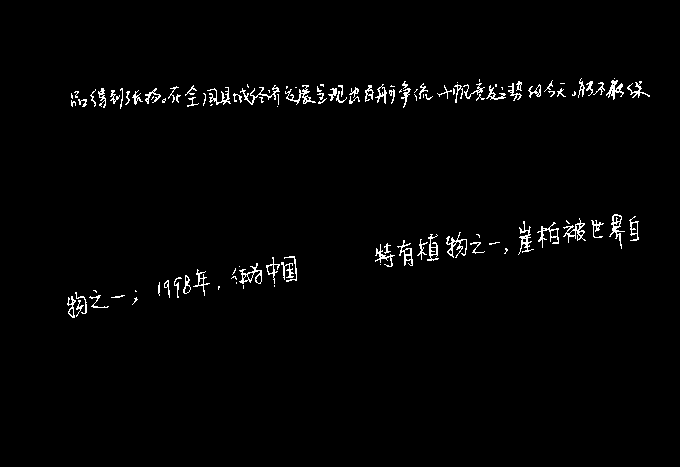 品得到张扬。在全国县域经济发展呈现出百舸争流千帆竞发之势的今天，能不能保
特有植物之一，崖柏被世界自
物之一；1998年，作为中国